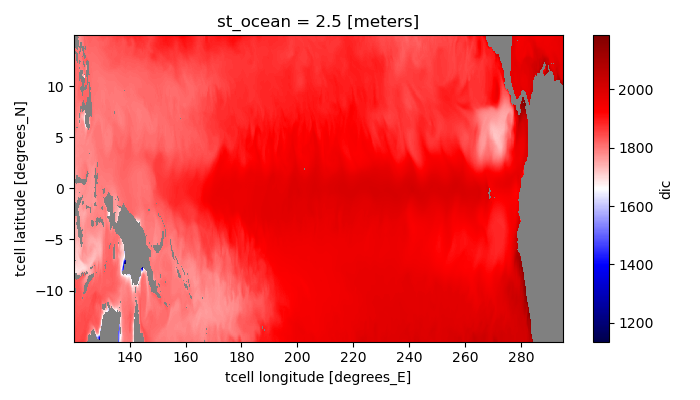 st_ocean = 2.5 [meters]
10
5
0
−5
−10
tcell latitude [degrees_N]
140 160 180 200 220 240 260 280
tcell longitude [degrees_E]
2000
1800
1600
1400
1200
dic